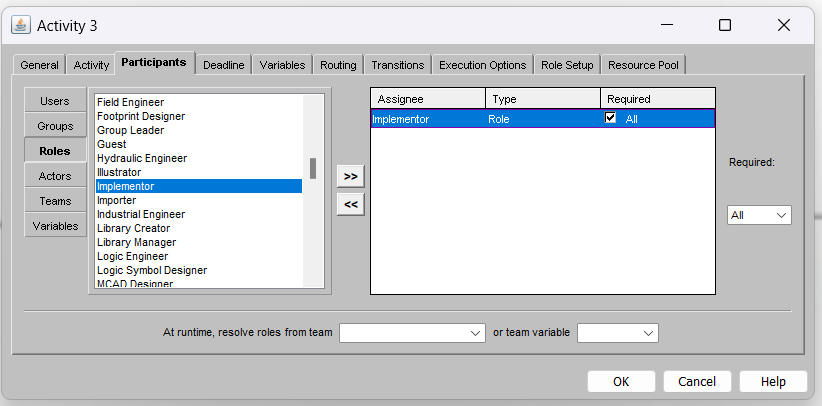 Activity 3
General Activity Participants Deadline Variables Routing Transitions Execution Options Role Setup Resource Pool
Users
Groups
Roles
Actors
Teams
Variables
Field Engineer
Footprint Designer
Group Leader
Guest
Hydraulic Engineer
Illustrator
Implementor
Importer
Industrial Engineer
Library Creator
Library Manager
Logic Engineer
Logic Symbol Designer
MCAD Designer
>>
<<
Assignee Type Required
Implementor Role All
Required:
All
At runtime, resolve roles from team or team variable
OK Cancel Help